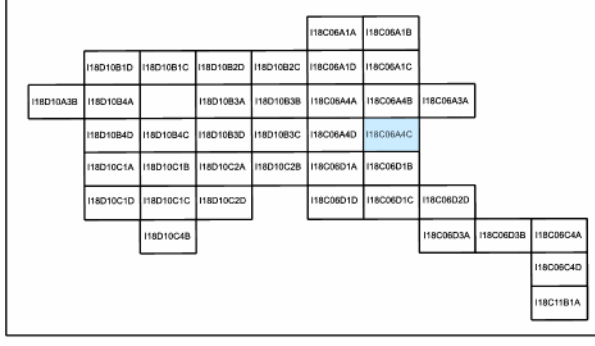 I18C06A1A I18C06A1B
I18D10B1D I18D10B1C I18D10B2D I18D10B2C I18C06A1D I18C06A1C
I18D10A3B I18D10B4A I18D10B3A I18D10B3B I18C06A4A I18C06A4B I18C06A3A
I18D10B4D I18D10B4C I18D10B3D I18D10B3C I18C06A4D I18C06A4C
I18D10C1A I18D10C1B I18D10C2A I18D10C2B I18C06D1A I18C06D1B
I18D10C1D I18D10C1C I18D10C2D I18C06D1D I18C06D1C I18C06D2D
I18D10C4B I18C06D3A I18C06D3B I18C06C4A
I18C06C4D
I18C11B1A